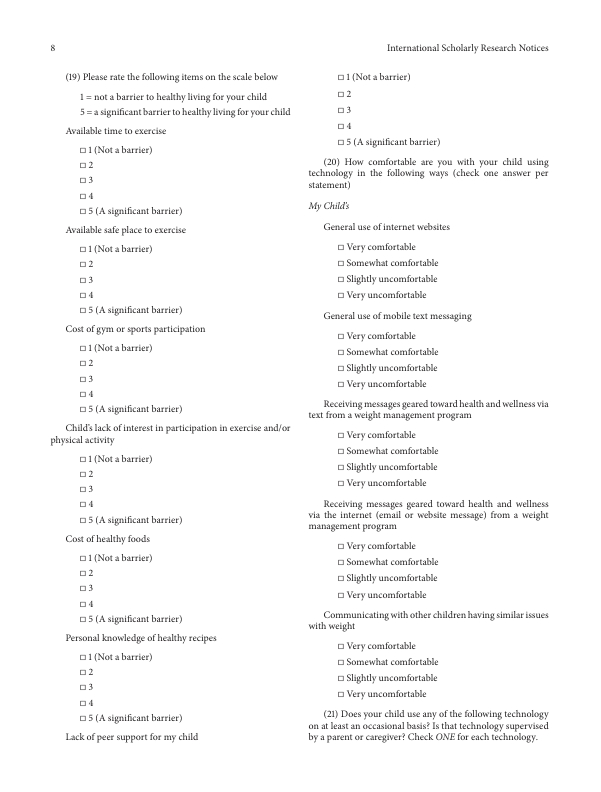 8
International Scholarly Research Notices
(19) Please rate the following items on the scale below
1 = not a barrier to healthy living for your child
5 = a significant barrier to healthy living for your child
Available time to exercise
□ 1 (Not a barrier)
□ 2
□ 3
□ 4
□ 5 (A significant barrier)
Available safe place to exercise
□ 1 (Not a barrier)
□ 2
□ 3
□ 4
□ 5 (A significant barrier)
Cost of gym or sports participation
□ 1 (Not a barrier)
□ 2
□ 3
□ 4
□ 5 (A significant barrier)
Child's lack of interest in participation in exercise and/or
physical activity
□ 1 (Not a barrier)
□ 2
□ 3
□ 4
□ 5 (A significant barrier)
Cost of healthy foods
□ 1 (Not a barrier)
□ 2
□ 3
□ 4
□ 5 (A significant barrier)
Personal knowledge of healthy recipes
□ 1 (Not a barrier)
□ 2
□ 3
□ 4
□ 5 (A significant barrier)
Lack of peer support for my child
□ 1 (Not a barrier)
□ 2
□ 3
□ 4
□ 5 (A significant barrier)
(20) How comfortable are you with your child using
technology in the following ways (check one answer per
statement)
My Child's
General use of internet websites
□ Very comfortable
□ Somewhat comfortable
□ Slightly uncomfortable
□ Very uncomfortable
General use of mobile text messaging
□ Very comfortable
□ Somewhat comfortable
□ Slightly uncomfortable
□ Very uncomfortable
Receiving messages geared toward health and wellness via
text from a weight management program
□ Very comfortable
□ Somewhat comfortable
□ Slightly uncomfortable
□ Very uncomfortable
Receiving messages geared toward health and wellness
via the internet (email or website message) from a weight
management program
□ Very comfortable
□ Somewhat comfortable
□ Slightly uncomfortable
□ Very uncomfortable
Communicating with other children having similar issues
with weight
□ Very comfortable
□ Somewhat comfortable
□ Slightly uncomfortable
□ Very uncomfortable
(21) Does your child use any of the following technology
on at least an occasional basis? Is that technology supervised
by a parent or caregiver? Check ONE for each technology.